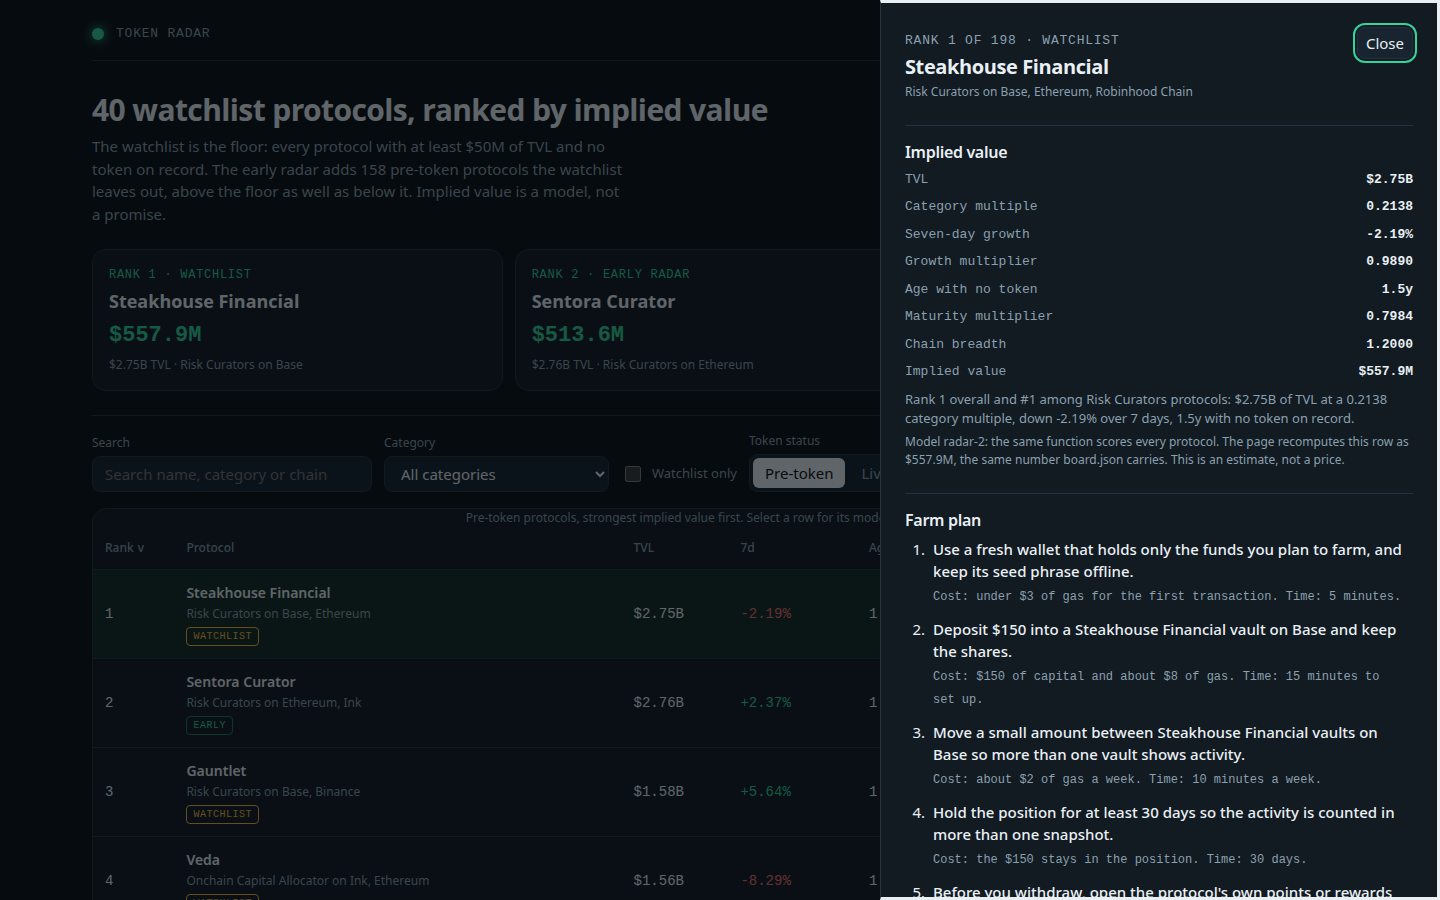 TOKEN RADAR
40 watchlist protocols, ranked by implied value
The watchlist is the floor: every protocol with at least $50M of TVL and no
token on record. The early radar adds 158 pre-token protocols the watchlist
leaves out, above the floor as well as below it. Implied value is a model, not
a promise.
RANK 1 · WATCHLIST
Steakhouse Financial
$557.9M
$2.75B TVL · Risk Curators on Base
RANK 2 · EARLY RADAR
Sentora Curator
$513.6M
$2.76B TVL · Risk Curators on Ethereum
Search
Search name, category or chain
Category
All categories
Watchlist only
Token status
Pre-token
Liv
Pre-token protocols, strongest implied value first. Select a row for its mod
Rank v
Protocol
TVL
7d
Ag
1
Steakhouse Financial
Risk Curators on Base, Ethereum
WATCHLIST
$2.75B
-2.19%
1
2
Sentora Curator
Risk Curators on Ethereum, Ink
EARLY
$2.76B
+2.37%
1
3
Gauntlet
Risk Curators on Base, Binance
WATCHLIST
$1.58B
+5.64%
1
4
Veda
Onchain Capital Allocator on Ink, Ethereum
$1.56B
-8.29%
1
RANK 1 OF 198 · WATCHLIST
Steakhouse Financial
Risk Curators on Base, Ethereum, Robinhood Chain
Close
Implied value
TVL $2.75B
Category multiple 0.2138
Seven-day growth -2.19%
Growth multiplier 0.9890
Age with no token 1.5y
Maturity multiplier 0.7984
Chain breadth 1.2000
Implied value $557.9M
Rank 1 overall and #1 among Risk Curators protocols: $2.75B of TVL at a 0.2138
category multiple, down -2.19% over 7 days, 1.5y with no token on record.
Model radar-2: the same function scores every protocol. The page recomputes this row as
$557.9M, the same number board.json carries. This is an estimate, not a price.
Farm plan
1. Use a fresh wallet that holds only the funds you plan to farm, and
keep its seed phrase offline.
Cost: under $3 of gas for the first transaction. Time: 5 minutes.
2. Deposit $150 into a Steakhouse Financial vault on Base and keep
the shares.
Cost: $150 of capital and about $8 of gas. Time: 15 minutes to
set up.
3. Move a small amount between Steakhouse Financial vaults on
Base so more than one vault shows activity.
Cost: about $2 of gas a week. Time: 10 minutes a week.
4. Hold the position for at least 30 days so the activity is counted in
more than one snapshot.
Cost: the $150 stays in the position. Time: 30 days.
5. Before you withdraw, open the protocol's own points or rewards